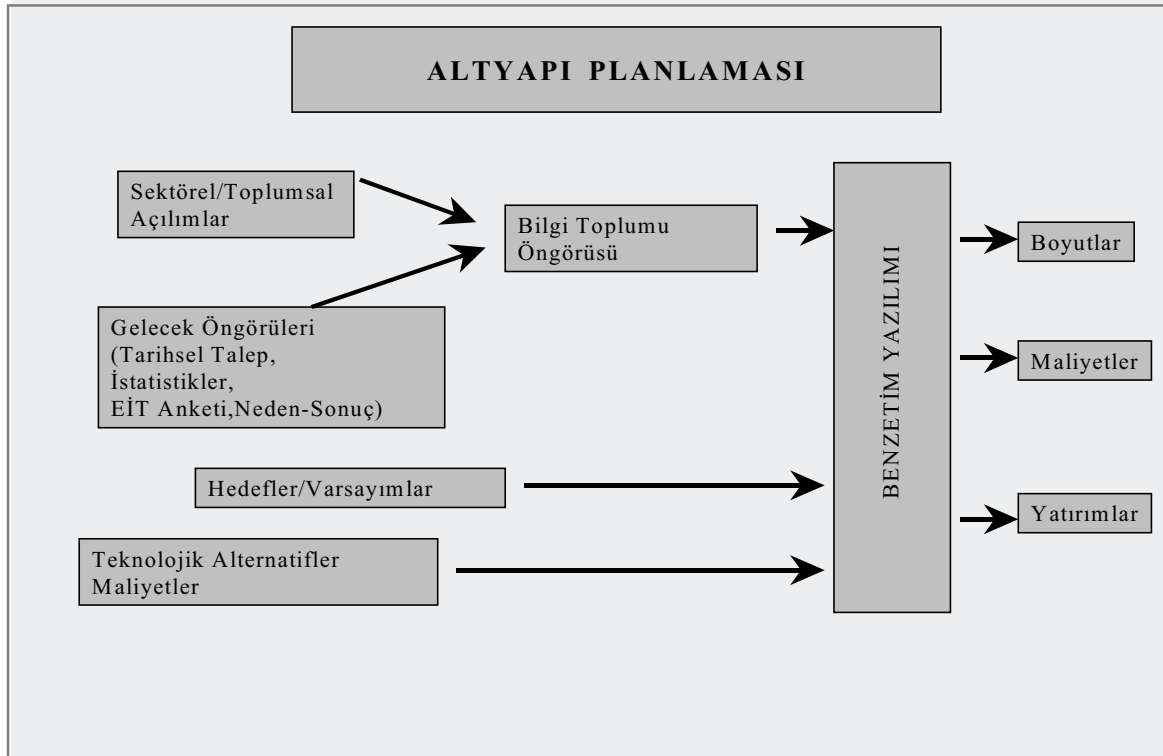 ALTYAPI PLANLAMASI
Sektörel/Toplumsal
Açılımlar
Bilgi Toplumu
Öngörüsü
Gelecek Öngörüleri
(Tarihsel Talep,
İstatistikler,
EİT Anketi,Neden-Sonuç)
Hedefler/Varsayımlar
Teknolojik Alternatifler
Maliyetler
BENZETİM YAZILIMI
Boyutlar
Maliyetler
Yatırımlar